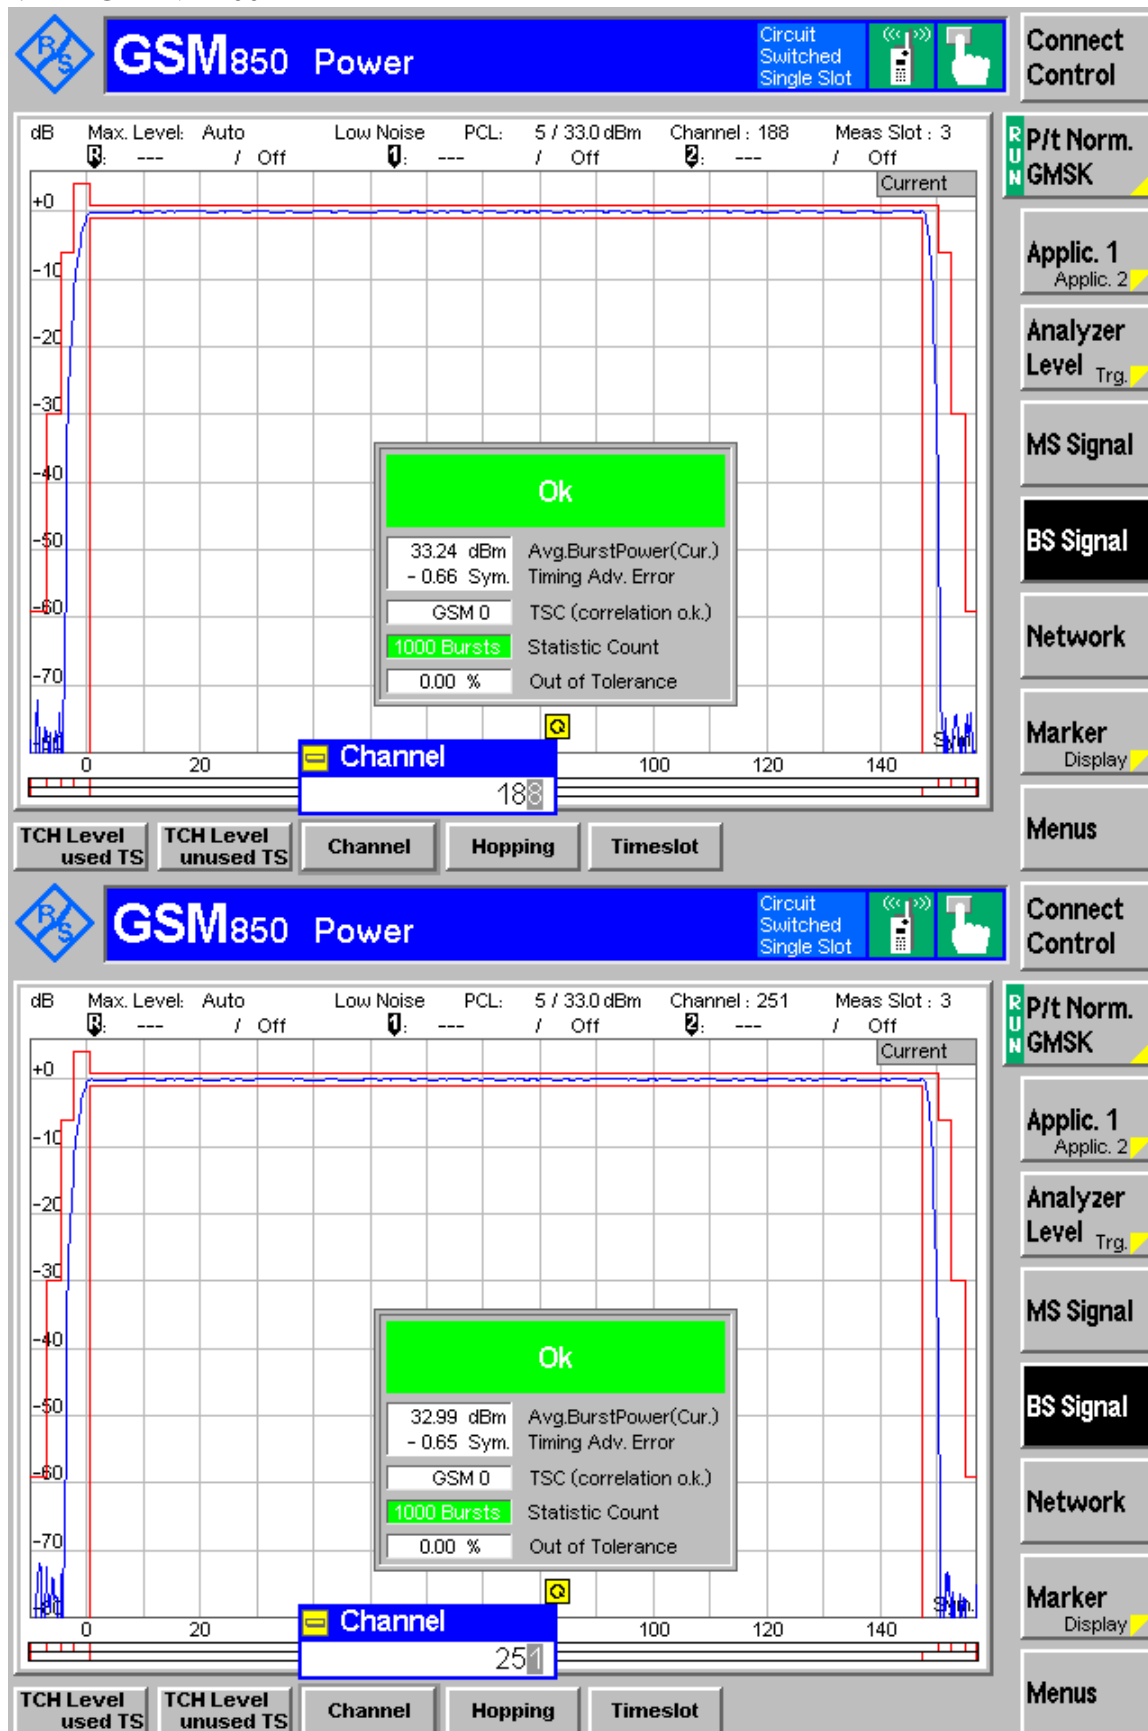 GSM850 Power
Circuit Switched Single Slot
Connect Control
dB Max. Level: Auto Low Noise PCL: 5 / 33.0 dBm Channel : 188 Meas Slot : 3
R: --- / Off 1: --- / Off 2: --- / Off
RUN P/t Norm. GMSK
Current
+0
-10
-20
-30
-40
-50
-60
-70
Applic. 1
Applic. 2
Analyzer
Level Trg.
MS Signal
BS Signal
Network
Marker
Display
Menus
Ok
33.24 dBm Avg.BurstPower(Cur.)
- 0.66 Sym. Timing Adv. Error
GSM 0 TSC (correlation o.k.)
1000 Bursts Statistic Count
0.00 % Out of Tolerance
Sym.
0 20 100 120 140
Channel
188
TCH Level used TS
TCH Level unused TS
Channel
Hopping
Timeslot
GSM850 Power
Circuit Switched Single Slot
Connect Control
dB Max. Level: Auto Low Noise PCL: 5 / 33.0 dBm Channel : 251 Meas Slot : 3
R: --- / Off 1: --- / Off 2: --- / Off
RUN P/t Norm. GMSK
Current
+0
-10
-20
-30
-40
-50
-60
-70
Applic. 1
Applic. 2
Analyzer
Level Trg.
MS Signal
BS Signal
Network
Marker
Display
Menus
Ok
32.99 dBm Avg.BurstPower(Cur.)
- 0.65 Sym. Timing Adv. Error
GSM 0 TSC (correlation o.k.)
1000 Bursts Statistic Count
0.00 % Out of Tolerance
Sym.
0 20 100 120 140
Channel
251
TCH Level used TS
TCH Level unused TS
Channel
Hopping
Timeslot